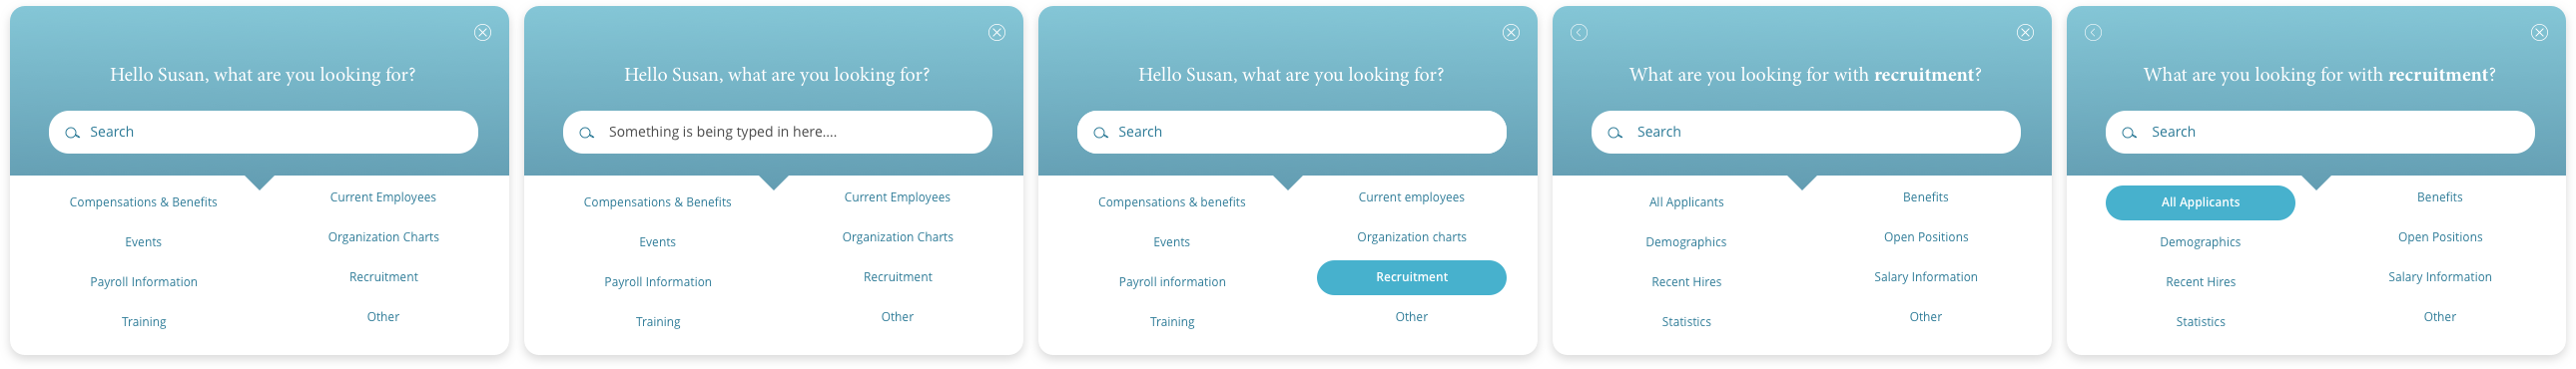 Hello Susan, what are you looking for?
Search
Compensations & Benefits
Current Employees
Events
Organization Charts
Payroll Information
Recruitment
Training
Other
Hello Susan, what are you looking for?
Something is being typed in here....
Compensations & Benefits
Current Employees
Events
Organization Charts
Payroll Information
Recruitment
Training
Other
Hello Susan, what are you looking for?
Search
Compensations & benefits
Current employees
Events
Organization charts
Payroll information
Recruitment
Training
Other
What are you looking for with recruitment?
Search
All Applicants
Benefits
Demographics
Open Positions
Recent Hires
Salary Information
Statistics
Other
What are you looking for with recruitment?
Search
All Applicants
Benefits
Demographics
Open Positions
Recent Hires
Salary Information
Statistics
Other